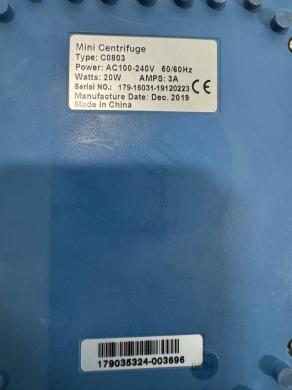 Mini Centrifuge
Type: C0803
Power: AC100-240V 50/60Hz
Watts: 20W AMPS: 3A
Serial NO.: 179-16031-19120223 CE
Manufacture Date: Dec. 2019
Made in China
179035324-003696